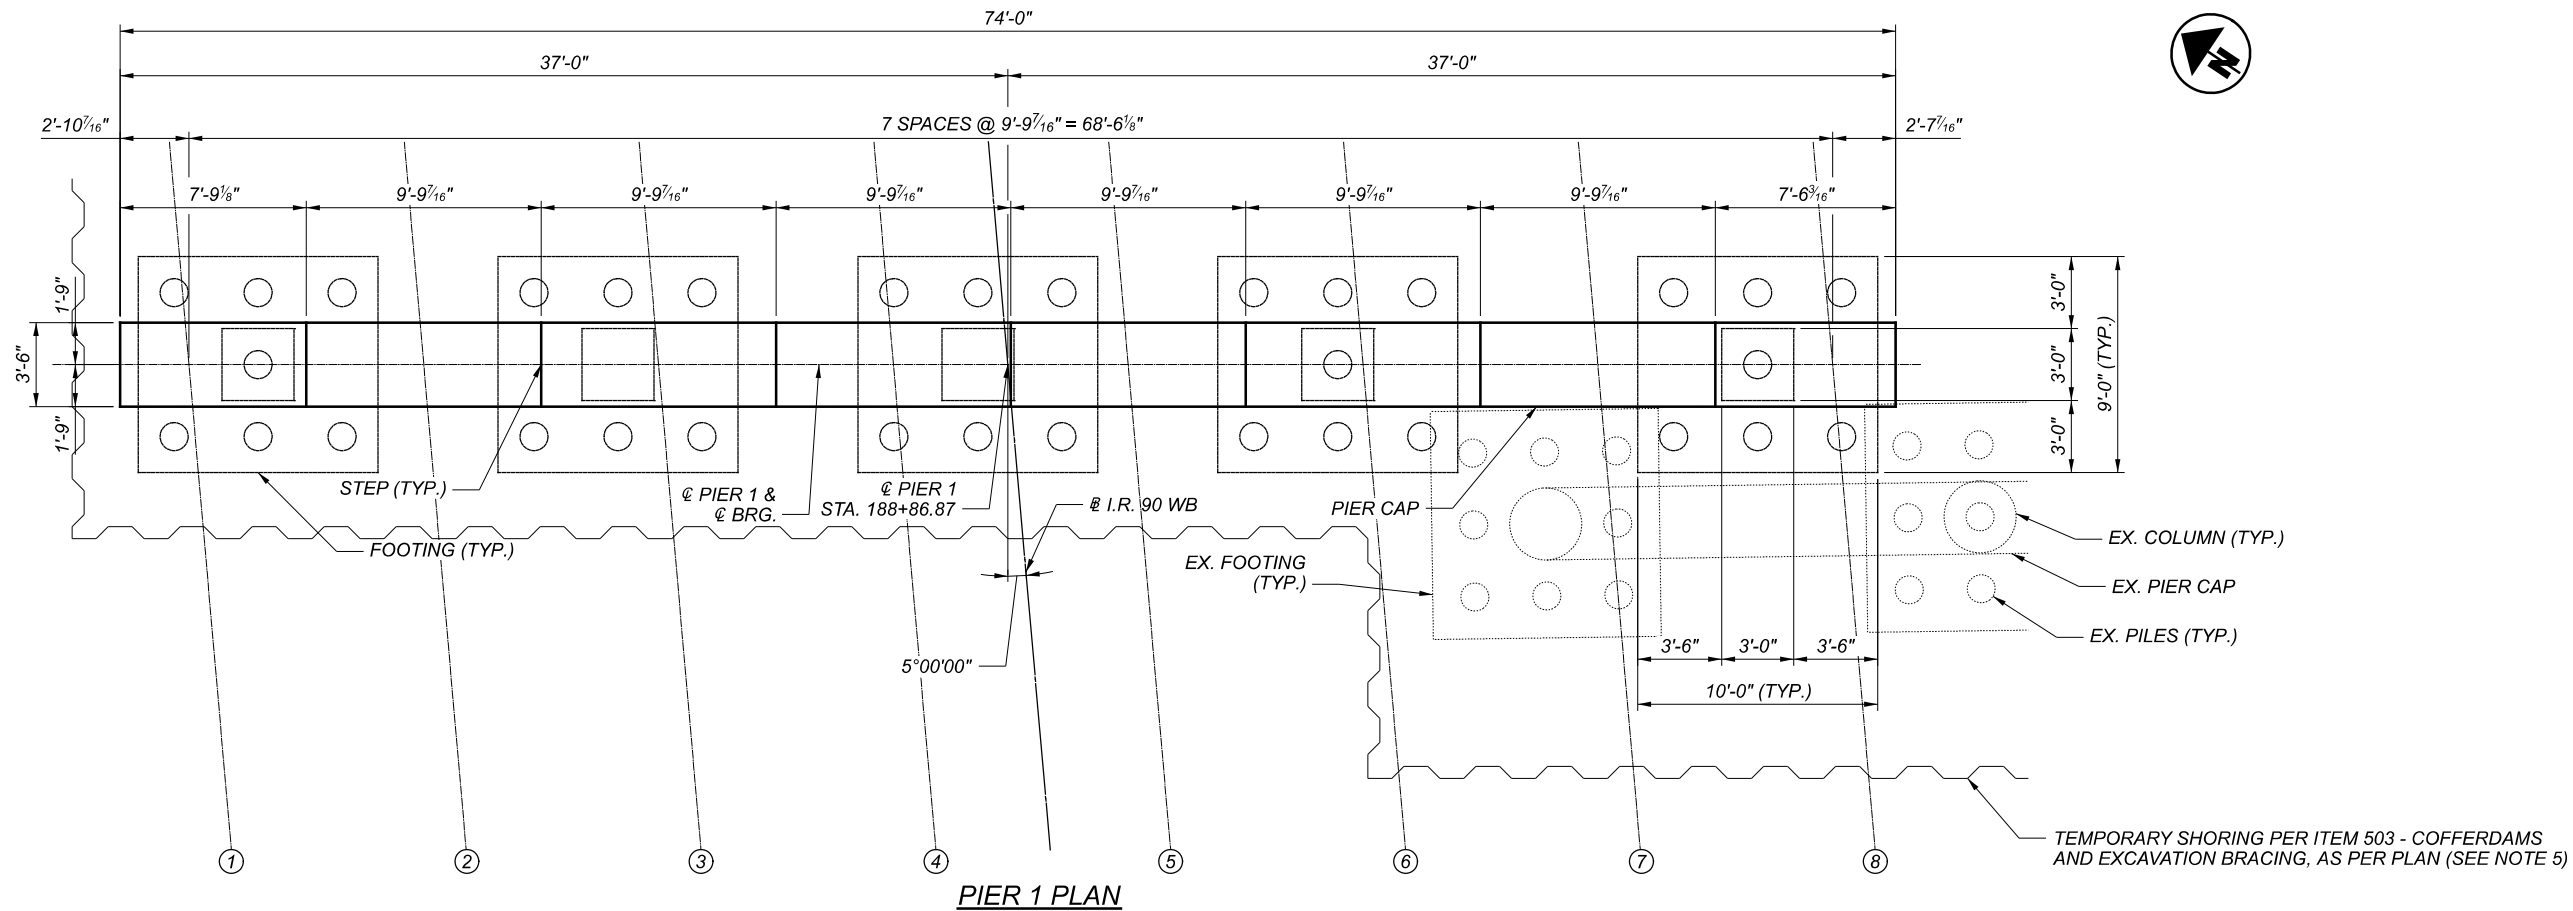 74'-0"
37'-0"
37'-0"
N
2'-10⁷⁄₁₆"
7 SPACES @ 9'-9⁷⁄₁₆" = 68'-6⅛"
2'-7⁷⁄₁₆"
7'-9⅛"
9'-9⁷⁄₁₆"
9'-9⁷⁄₁₆"
9'-9⁷⁄₁₆"
9'-9⁷⁄₁₆"
9'-9⁷⁄₁₆"
9'-9⁷⁄₁₆"
7'-6³⁄₁₆"
1'-9"
3'-6"
1'-9"
3'-0"
3'-0"
3'-0"
9'-0" (TYP.)
STEP (TYP.)
℄ PIER 1 &
℄ BRG.
℄ PIER 1
STA. 188+86.87
℄ I.R. 90 WB
PIER CAP
FOOTING (TYP.)
EX. FOOTING
(TYP.)
EX. COLUMN (TYP.)
EX. PIER CAP
EX. PILES (TYP.)
5°00'00"
3'-6"
3'-0"
3'-6"
10'-0" (TYP.)
TEMPORARY SHORING PER ITEM 503 - COFFERDAMS
AND EXCAVATION BRACING, AS PER PLAN (SEE NOTE 5)
1
2
3
4
5
6
7
8
PIER 1 PLAN